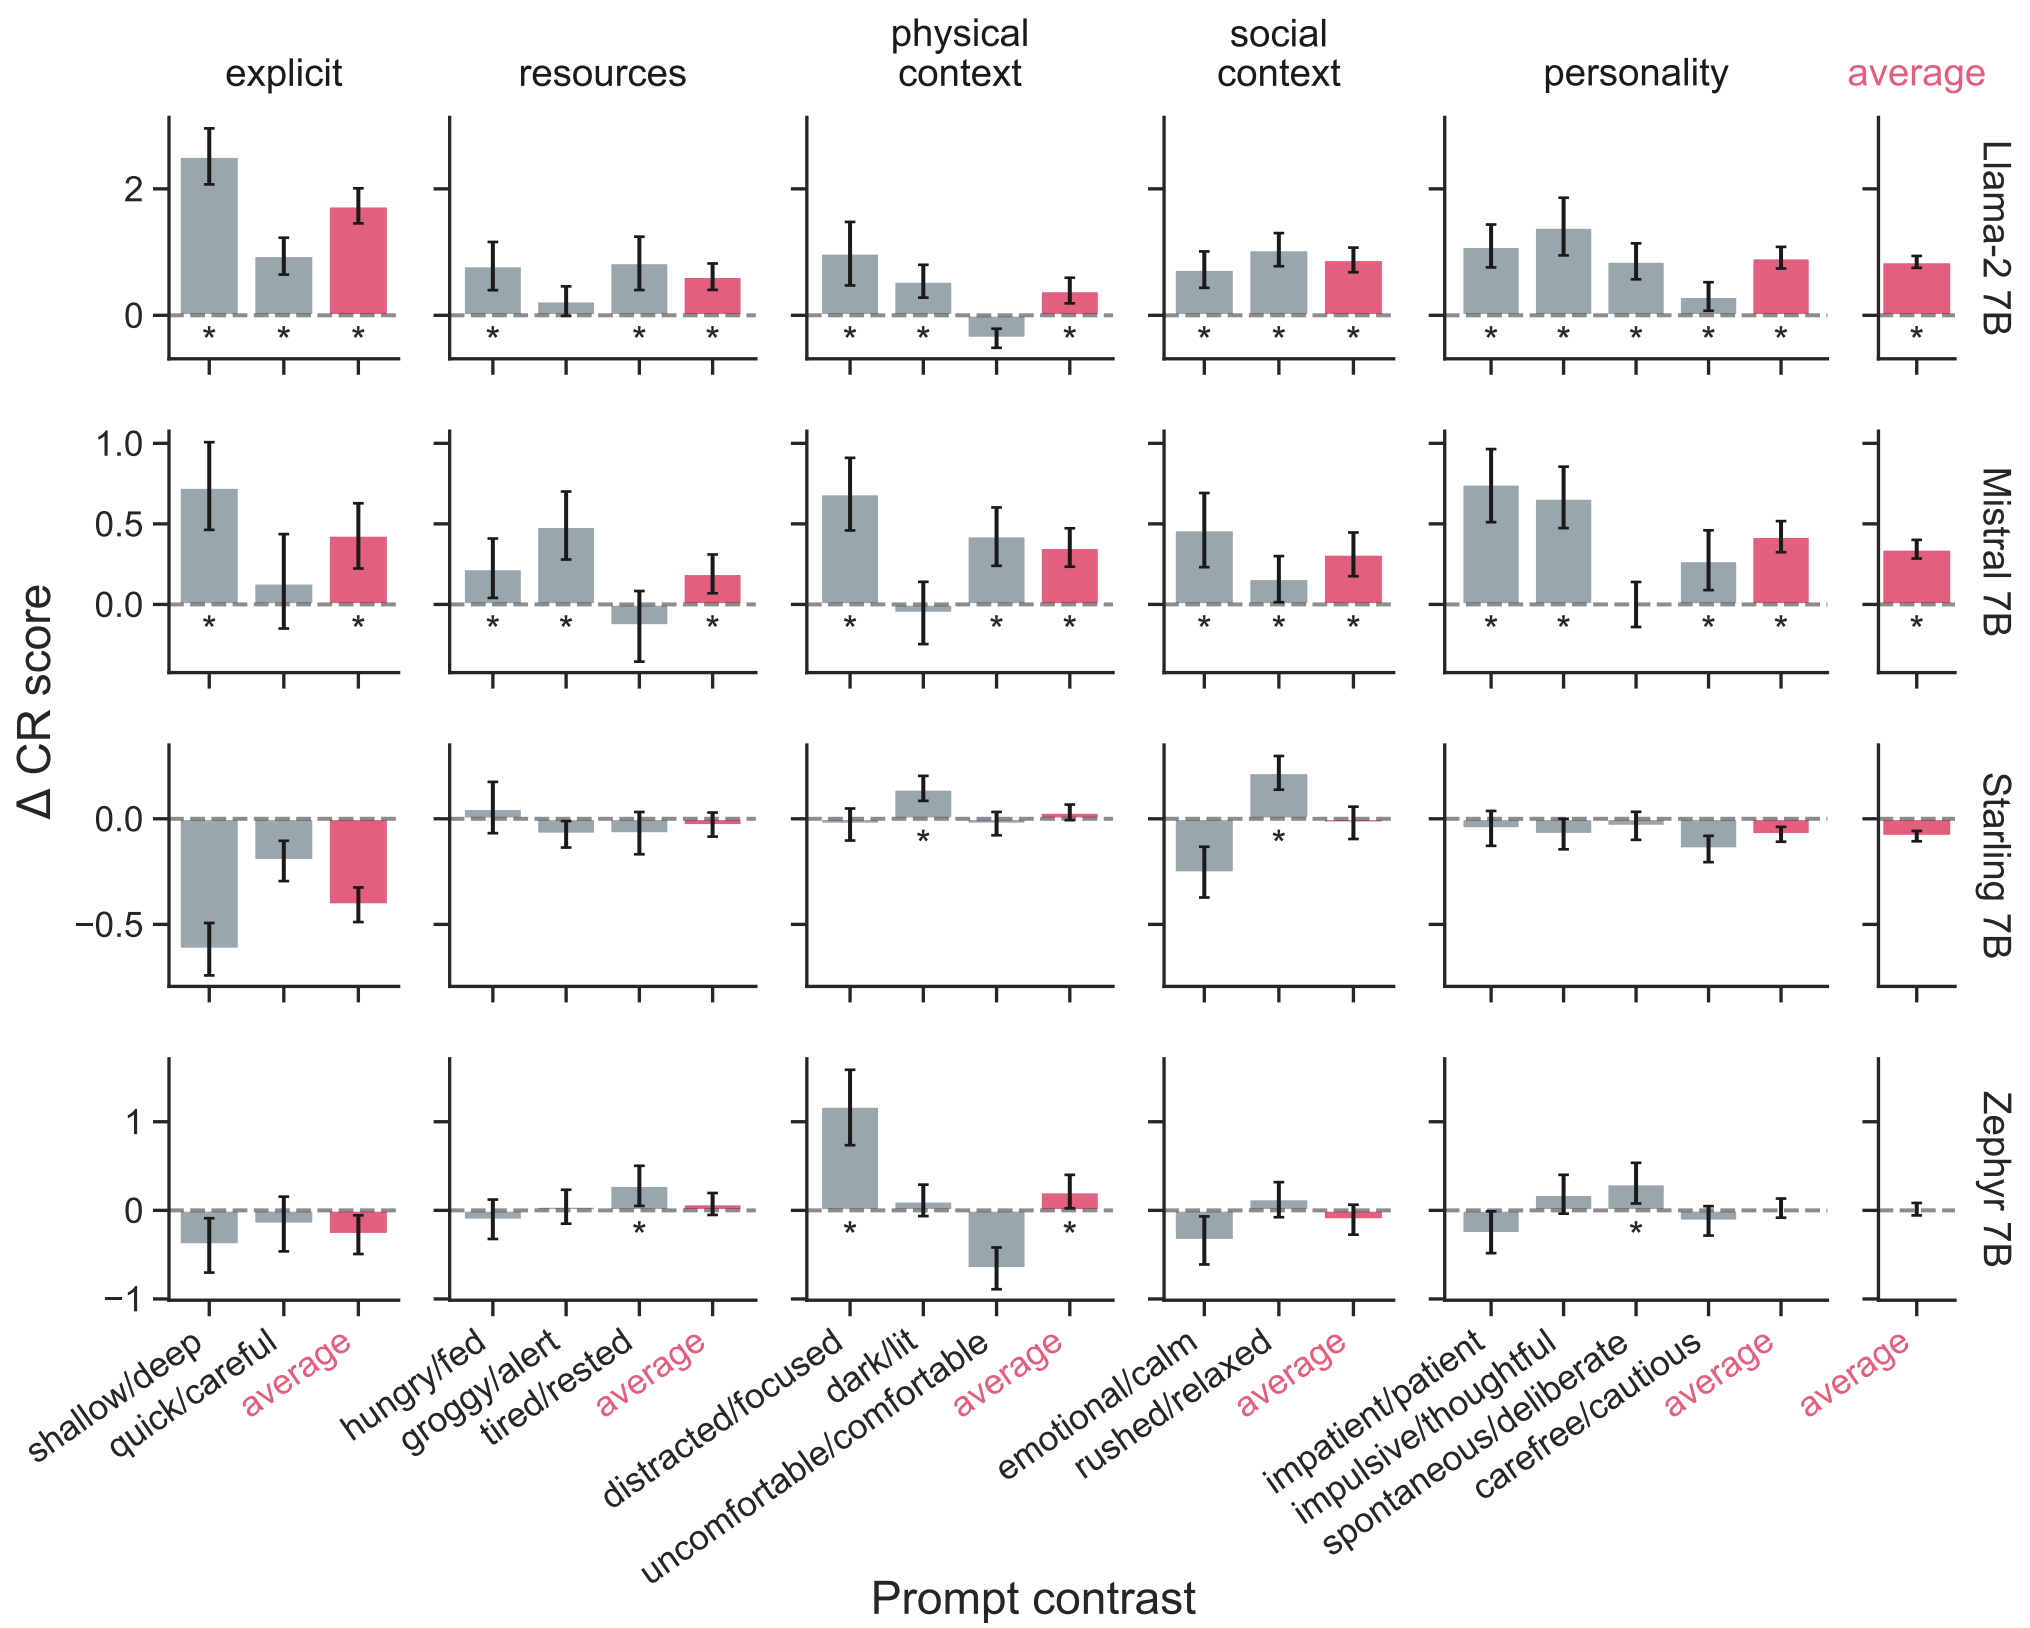 explicit
resources
physical
context
social
context
personality
average
2
0
* * *
* * *
* * *
* * *
* * * * *
*
Llama-2 7B
1.0
0.5
0.0
* *
* * *
* * *
* * *
* * * *
*
Mistral 7B
Δ CR score
0.0
−0.5
*
*
Starling 7B
1
0
−1
*
* *
*
Zephyr 7B
shallow/deep
quick/careful
average
hungry/fed
groggy/alert
tired/rested
average
distracted/focused
dark/lit
uncomfortable/comfortable
average
emotional/calm
rushed/relaxed
average
impatient/patient
impulsive/thoughtful
spontaneous/deliberate
carefree/cautious
average
average
Prompt contrast